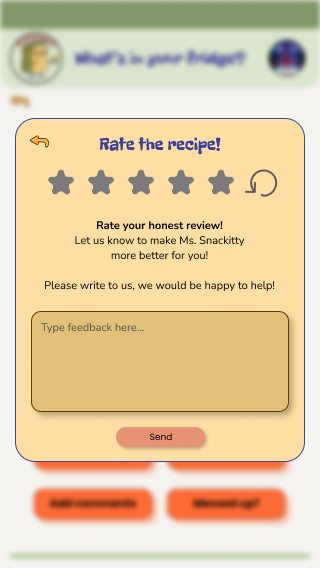 What's in your fridge?
Rate the recipe!
Rate your honest review!
Let us know to make Ms. Snackitty
more better for you!
Please write to us, we would be happy to help!
Type feedback here...
Send
Add comments
Messed up?